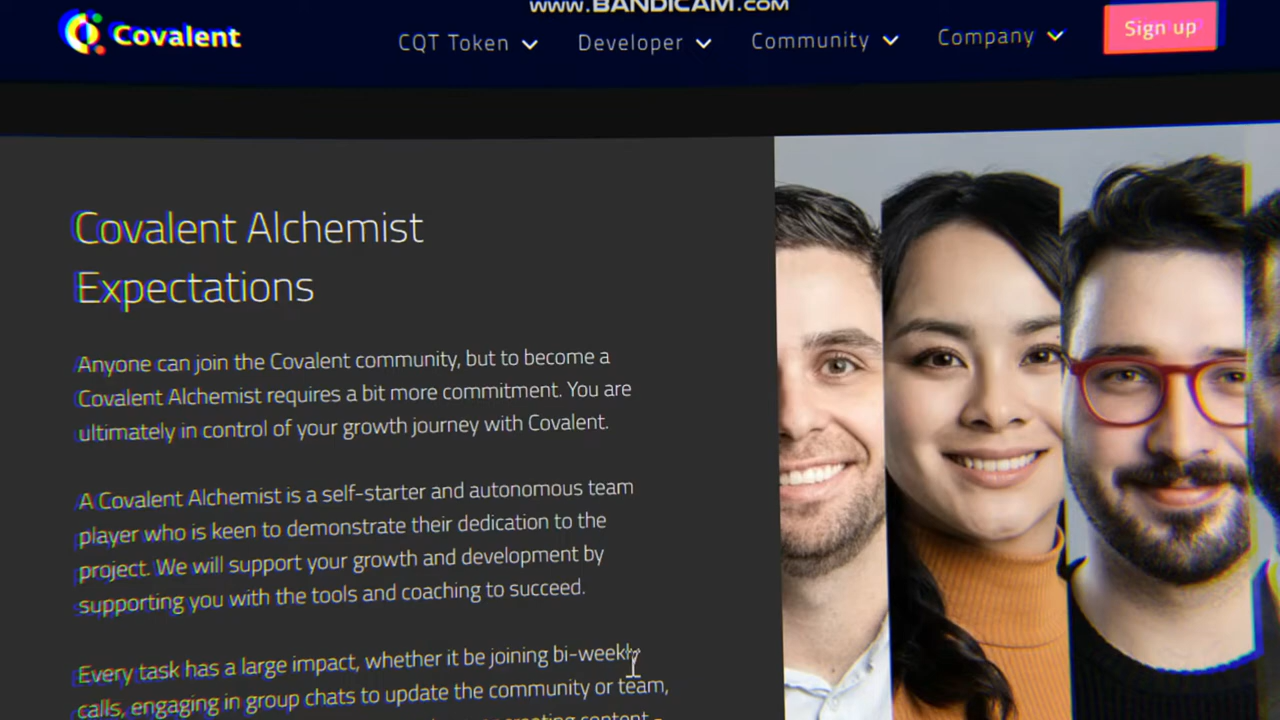 www.BANDICAM.COM
Covalent
CQT Token
Developer
Community
Company
Sign up
Covalent Alchemist
Expectations
Anyone can join the Covalent community, but to become a
Covalent Alchemist requires a bit more commitment. You are
ultimately in control of your growth journey with Covalent.
A Covalent Alchemist is a self-starter and autonomous team
player who is keen to demonstrate their dedication to the
project. We will support your growth and development by
supporting you with the tools and coaching to succeed.
Every task has a large impact, whether it be joining bi-weekly
calls, engaging in group chats to update the community or team,
creating content -